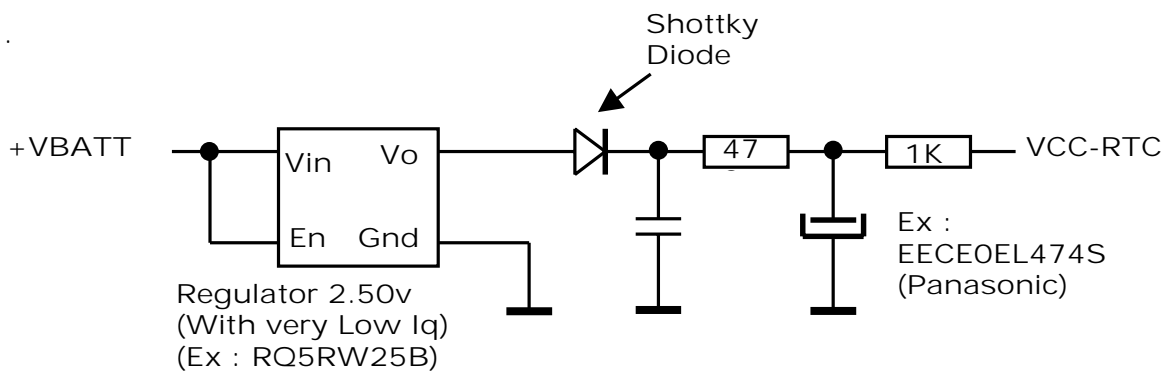 Shottky
Diode
+VBATT
Vin
Vo
47
1K
VCC-RTC
En
Gnd
Ex :
EECE0EL474S
(Panasonic)
Regulator 2.50v
(With very Low Iq)
(Ex : RQ5RW25B)